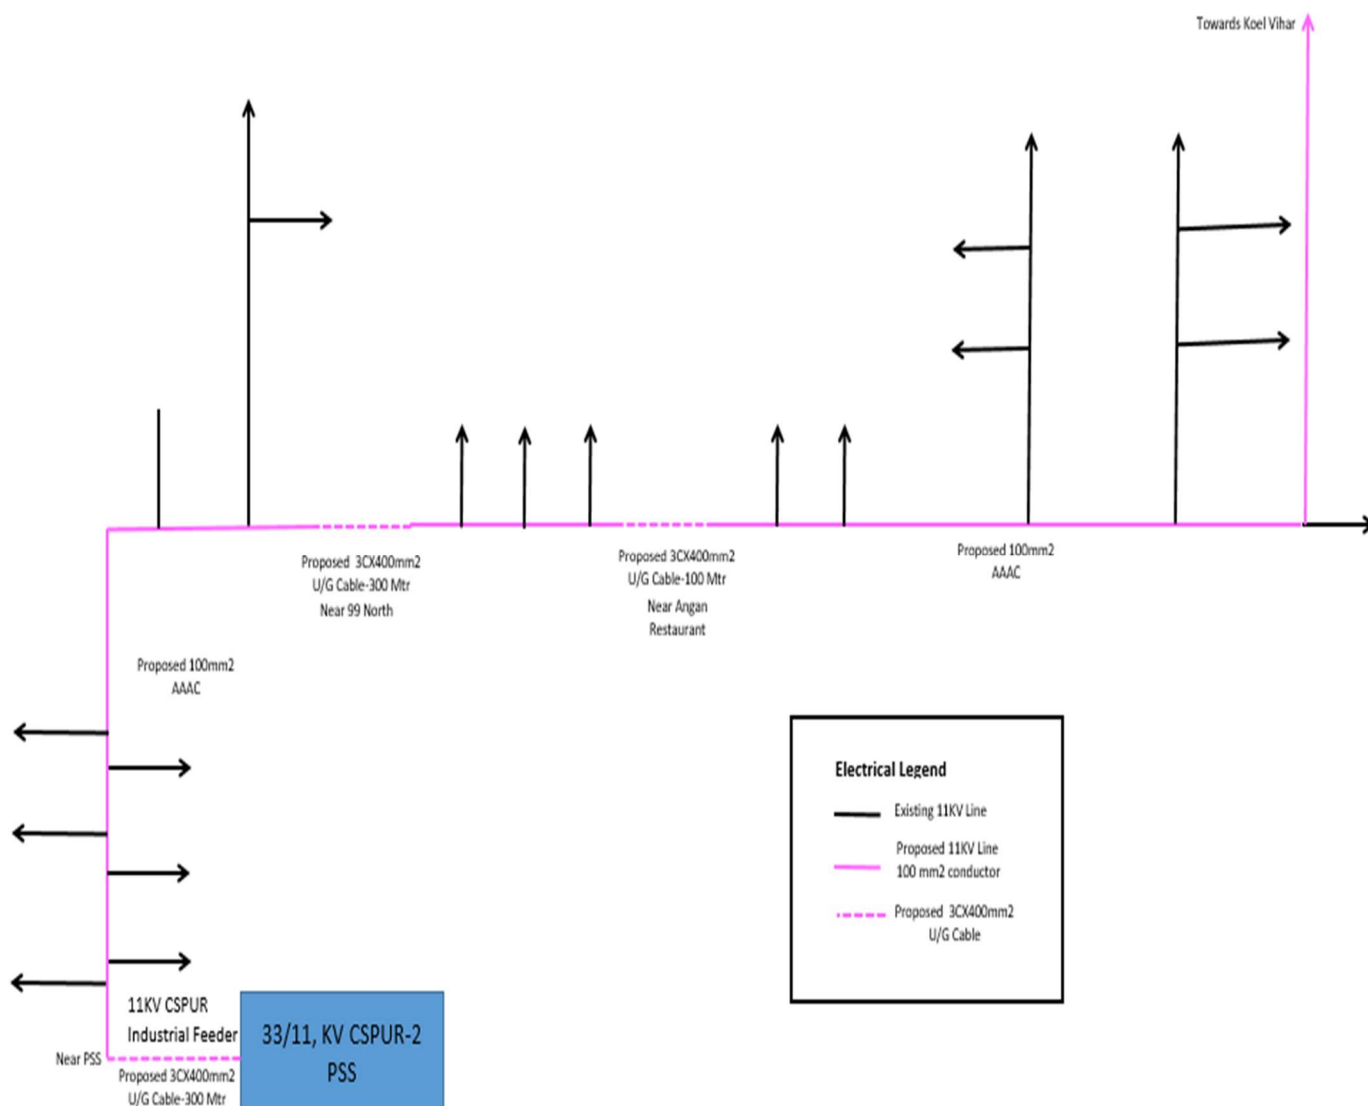 Towards Koel Vihar
Proposed 3CX400mm2
U/G Cable-300 Mtr
Near 99 North
Proposed 3CX400mm2
U/G Cable-100 Mtr
Near Angan
Restaurant
Proposed 100mm2
AAAC
Proposed 100mm2
AAAC
Electrical Legend
Existing 11KV Line
Proposed 11KV Line
100 mm2 conductor
Proposed 3CX400mm2
U/G Cable
11KV CSPUR
Industrial Feeder
33/11, KV CSPUR-2
PSS
Near PSS
Proposed 3CX400mm2
U/G Cable-300 Mtr